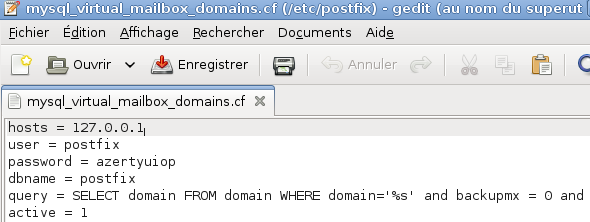 mysql_virtual_mailbox_domains.cf (/etc/postfix) - gedit (au nom du superut
Fichier Édition Affichage Rechercher Documents Aide
Ouvrir Enregistrer Annuler
mysql_virtual_mailbox_domains.cf
hosts = 127.0.0.1
user = postfix
password = azertyuiop
dbname = postfix
query = SELECT domain FROM domain WHERE domain='%s' and backupmx = 0 and
active = 1